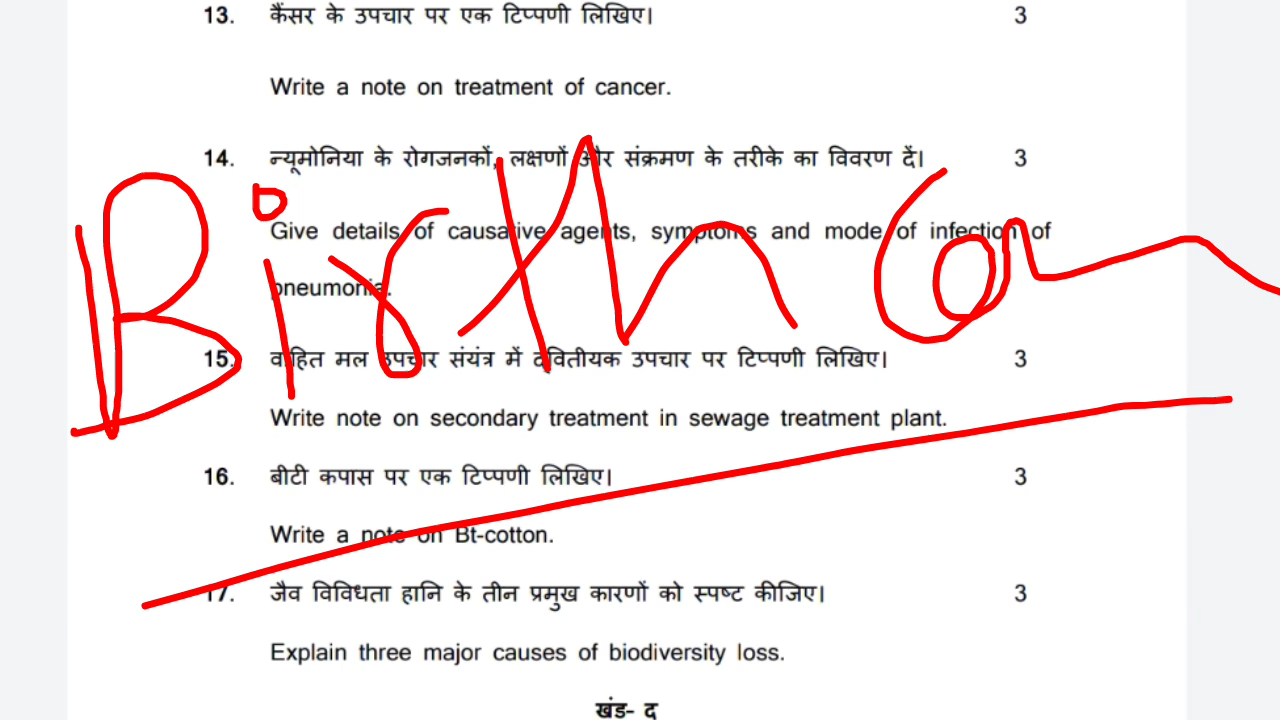 13. कैंसर के उपचार पर एक टिप्पणी लिखिए। 3
Write a note on treatment of cancer.
14. न्यूमोनिया के रोगजनकों, लक्षणों और संक्रमण के तरीके का विवरण दें। 3
Give details of causative agents, symptoms and mode of infection of
pneumonia.
Birth Con
15. वाहित मल उपचार संयंत्र में द्वितीयक उपचार पर टिप्पणी लिखिए। 3
Write note on secondary treatment in sewage treatment plant.
16. बीटी कपास पर एक टिप्पणी लिखिए। 3
Write a note on Bt-cotton.
17. जैव विविधता हानि के तीन प्रमुख कारणों को स्पष्ट कीजिए। 3
Explain three major causes of biodiversity loss.
खंड- द